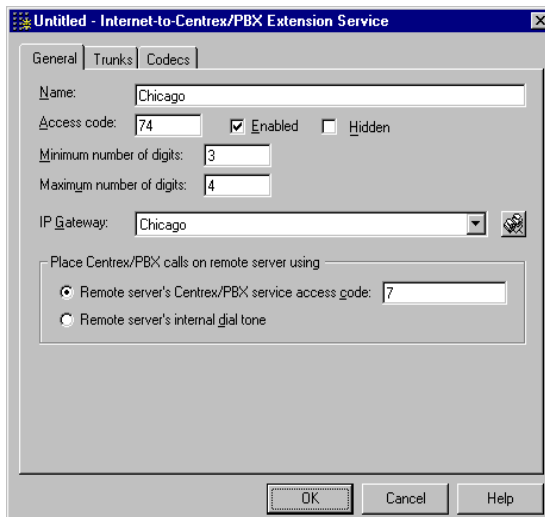 Untitled - Internet-to-Centrex/PBX Extension Service
General Trunks Codecs
Name: Chicago
Access code: 74 Enabled Hidden
Minimum number of digits: 3
Maximum number of digits: 4
IP Gateway: Chicago
Place Centrex/PBX calls on remote server using
Remote server's Centrex/PBX service access code: 7
Remote server's internal dial tone
OK Cancel Help